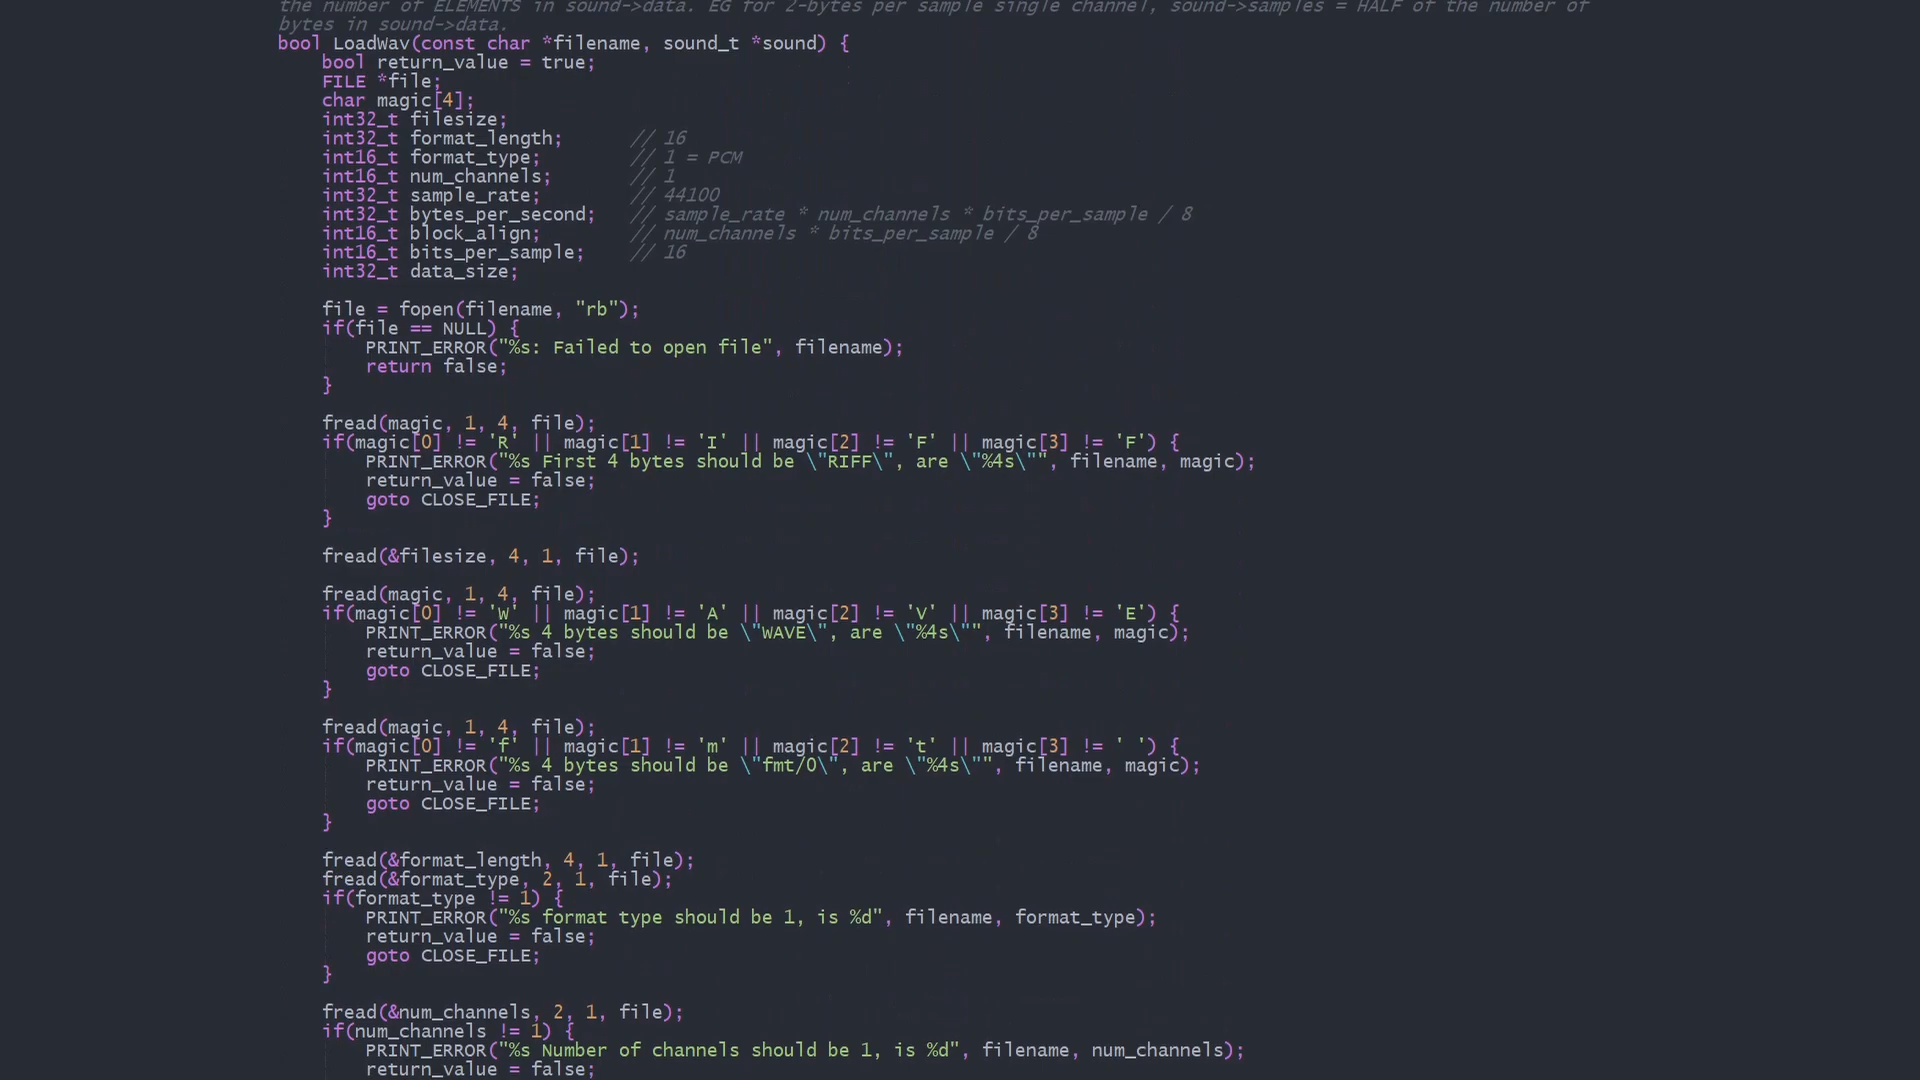 the number of ELEMENTS in sound->data. EG for 2-bytes per sample single channel, sound->samples = HALF of the number of
bytes in sound->data.
bool LoadWav(const char *filename, sound_t *sound) {
    bool return_value = true;
    FILE *file;
    char magic[4];
    int32_t filesize;
    int32_t format_length;      // 16
    int16_t format_type;        // 1 = PCM
    int16_t num_channels;       // 1
    int32_t sample_rate;        // 44100
    int32_t bytes_per_second;   // sample_rate * num_channels * bits_per_sample / 8
    int16_t block_align;        // num_channels * bits_per_sample / 8
    int16_t bits_per_sample;    // 16
    int32_t data_size;

    file = fopen(filename, "rb");
    if(file == NULL) {
        PRINT_ERROR("%s: Failed to open file", filename);
        return false;
    }

    fread(magic, 1, 4, file);
    if(magic[0] != 'R' || magic[1] != 'I' || magic[2] != 'F' || magic[3] != 'F') {
        PRINT_ERROR("%s First 4 bytes should be \"RIFF\", are \"%4s\"", filename, magic);
        return_value = false;
        goto CLOSE_FILE;
    }

    fread(&filesize, 4, 1, file);

    fread(magic, 1, 4, file);
    if(magic[0] != 'W' || magic[1] != 'A' || magic[2] != 'V' || magic[3] != 'E') {
        PRINT_ERROR("%s 4 bytes should be \"WAVE\", are \"%4s\"", filename, magic);
        return_value = false;
        goto CLOSE_FILE;
    }

    fread(magic, 1, 4, file);
    if(magic[0] != 'f' || magic[1] != 'm' || magic[2] != 't' || magic[3] != ' ') {
        PRINT_ERROR("%s 4 bytes should be \"fmt/0\", are \"%4s\"", filename, magic);
        return_value = false;
        goto CLOSE_FILE;
    }

    fread(&format_length, 4, 1, file);
    fread(&format_type, 2, 1, file);
    if(format_type != 1) {
        PRINT_ERROR("%s format type should be 1, is %d", filename, format_type);
        return_value = false;
        goto CLOSE_FILE;
    }

    fread(&num_channels, 2, 1, file);
    if(num_channels != 1) {
        PRINT_ERROR("%s Number of channels should be 1, is %d", filename, num_channels);
        return_value = false;